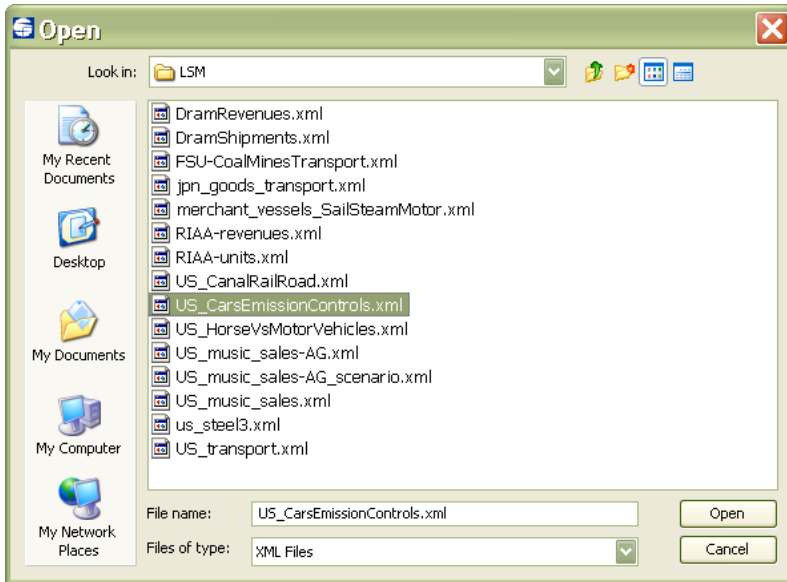 Open
Look in: LSM
My Recent
Documents
Desktop
My Documents
My Computer
My Network
Places
DramRevenues.xml
DramShipments.xml
FSU-CoalMinesTransport.xml
jpn_goods_transport.xml
merchant_vessels_SailSteamMotor.xml
RIAA-revenues.xml
RIAA-units.xml
US_CanalRailRoad.xml
US_CarsEmissionControls.xml
US_HorseVsMotorVehicles.xml
US_music_sales-AG.xml
US_music_sales-AG_scenario.xml
US_music_sales.xml
us_steel3.xml
US_transport.xml
File name: US_CarsEmissionControls.xml Open
Files of type: XML Files Cancel